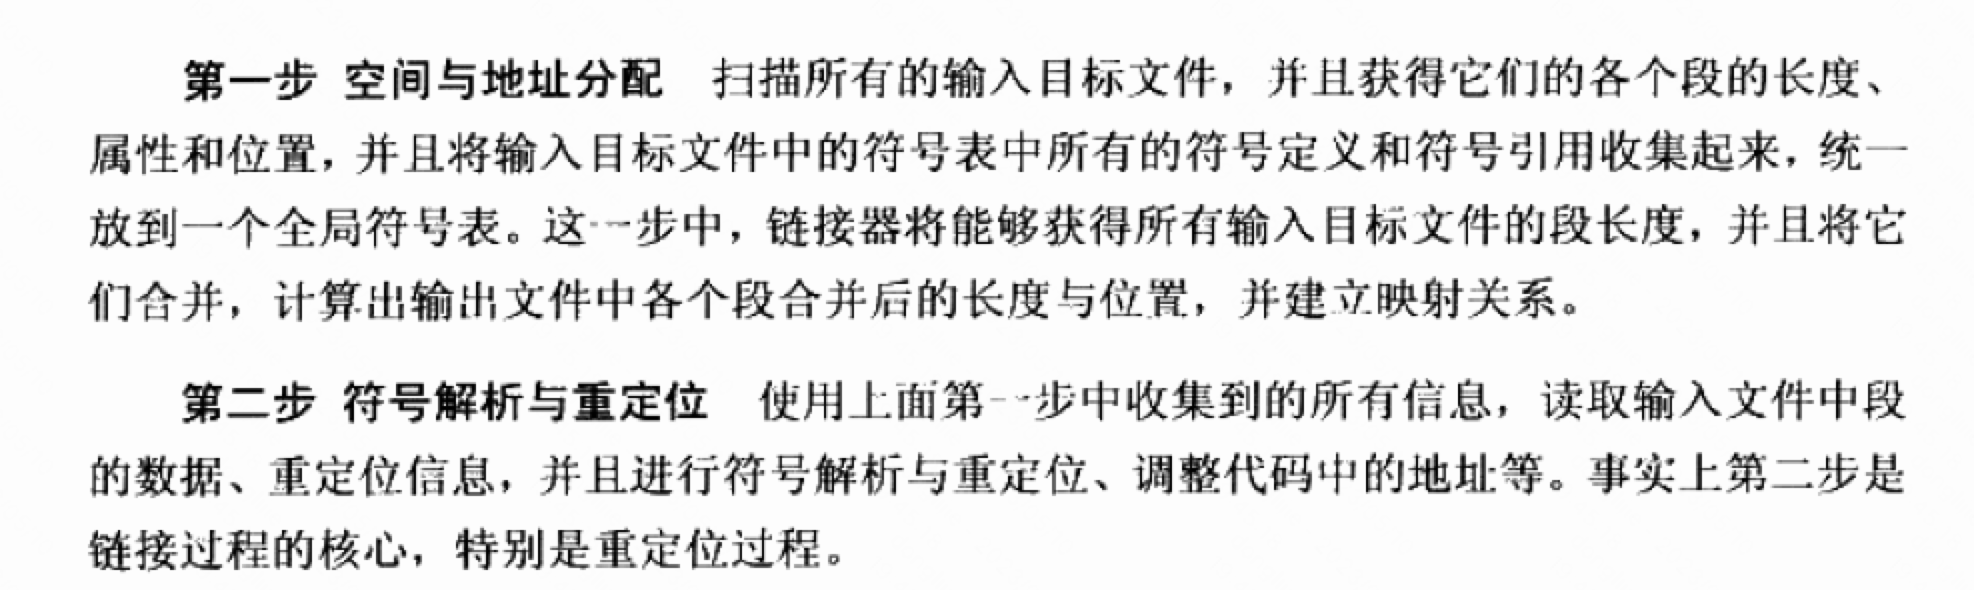 第一步 空间与地址分配 扫描所有的输入目标文件，并且获得它们的各个段的长度、
属性和位置，并且将输入目标文件中的符号表中所有的符号定义和符号引用收集起来，统一
放到一个全局符号表。这一步中，链接器将能够获得所有输入目标文件的段长度，并且将它
们合并，计算出输出文件中各个段合并后的长度与位置，并建立映射关系。
第二步 符号解析与重定位 使用上面第一步中收集到的所有信息，读取输入文件中段
的数据、重定位信息，并且进行符号解析与重定位、调整代码中的地址等。事实上第二步是
链接过程的核心，特别是重定位过程。